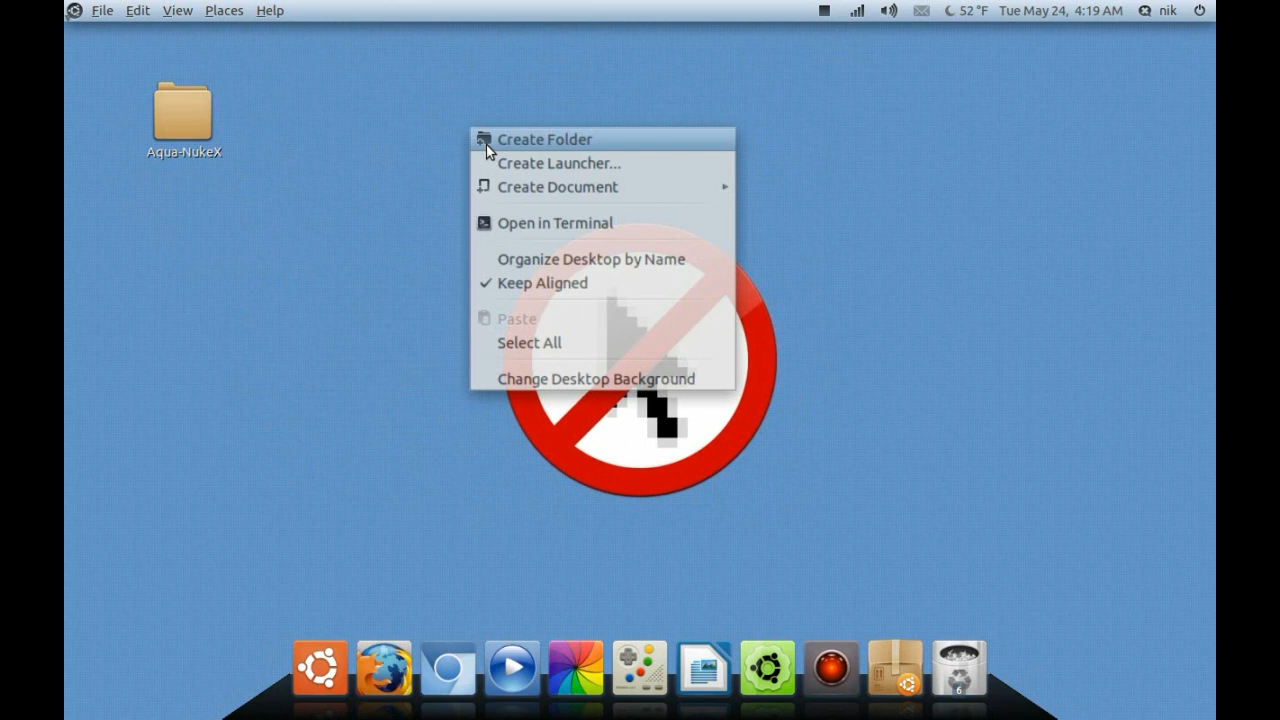 File Edit View Places Help 52 °F Tue May 24, 4:19 AM nik
Aqua-NukeX
Create Folder
Create Launcher...
Create Document
Open in Terminal
Organize Desktop by Name
Keep Aligned
Paste
Select All
Change Desktop Background
6